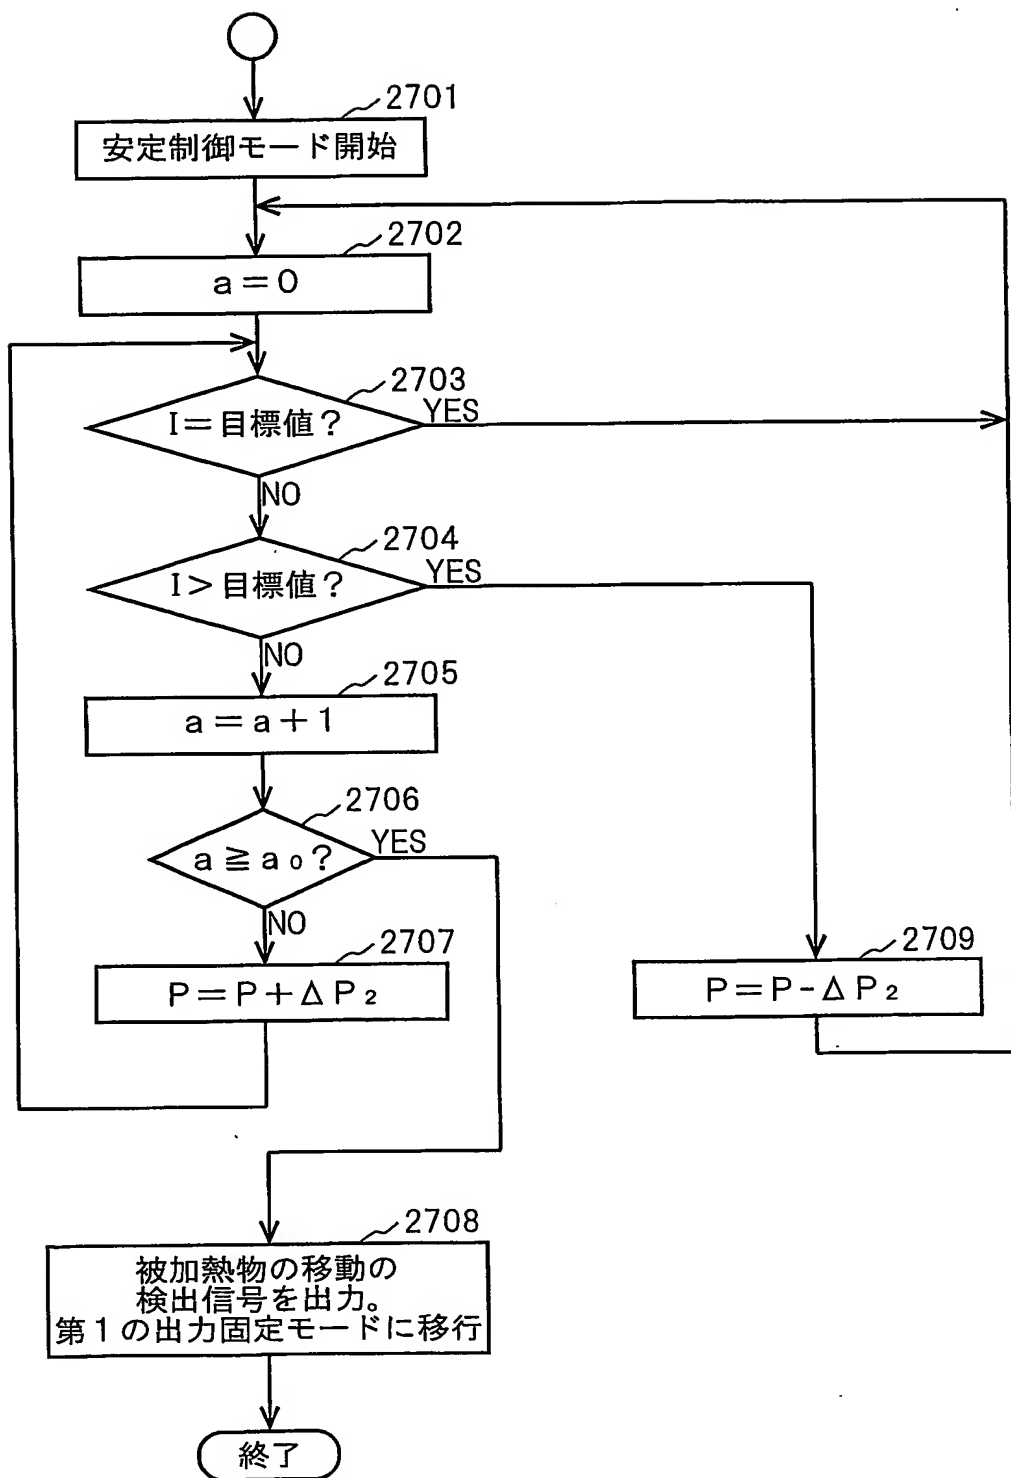 2701
安定制御モード開始
2702
a=0
2703
I=目標値?
YES
NO
2704
I>目標値?
YES
NO
2705
a=a+1
2706
a≧a₀?
YES
NO
2707
P=P+ΔP₂
2709
P=P-ΔP₂
2708
被加熱物の移動の
検出信号を出力。
第1の出力固定モードに移行
終了